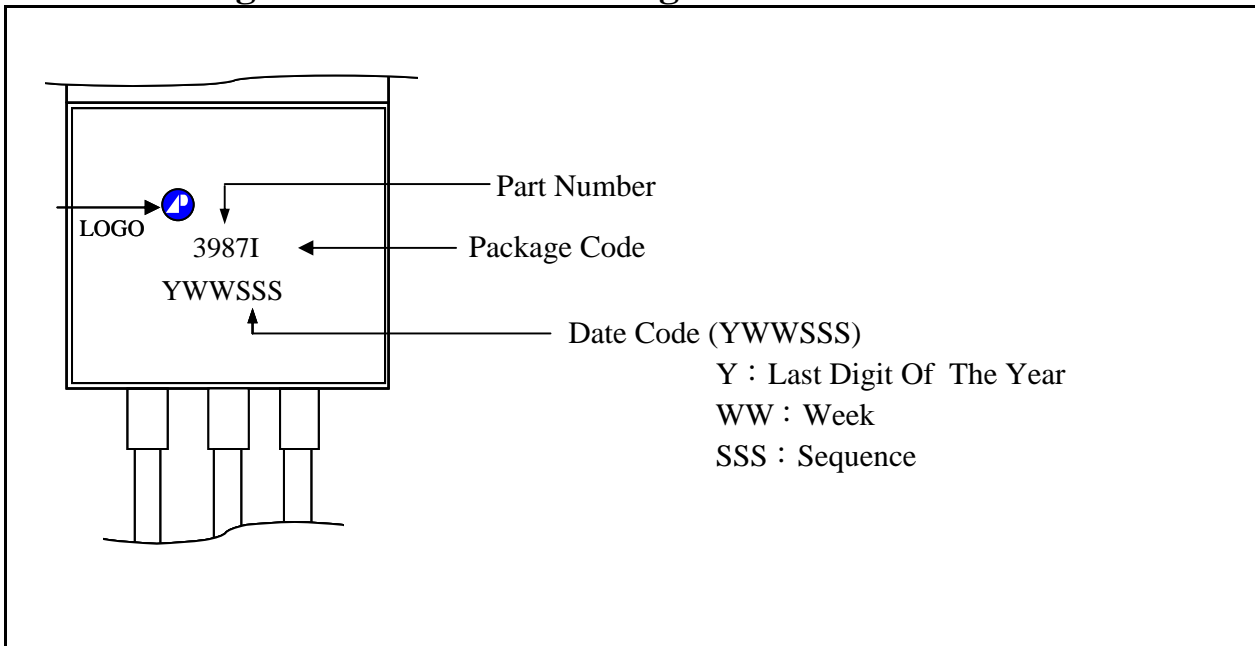 Part Number
LOGO
3987I
Package Code
YWWSSS
Date Code (YWWSSS)
Y：Last Digit Of The Year
WW：Week
SSS：Sequence